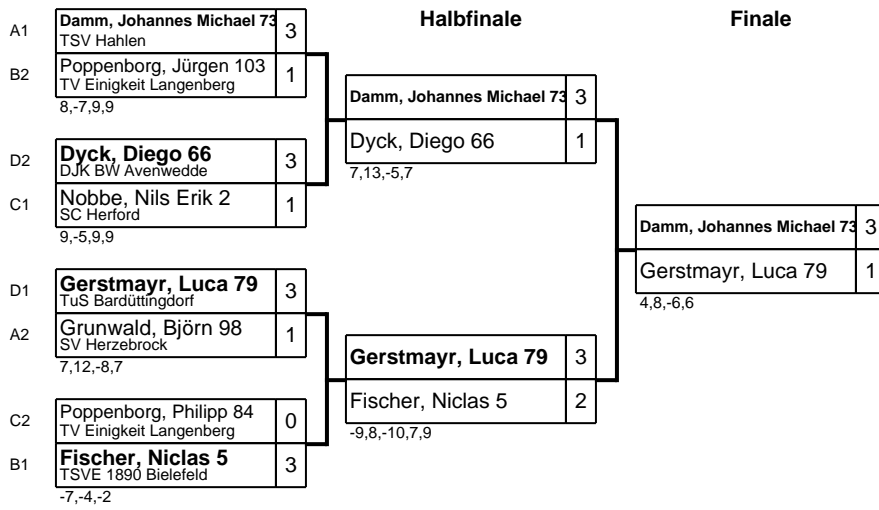 Halbfinale
Finale
A1
Damm, Johannes Michael 73
3
TSV Hahlen
B2
Poppenborg, Jürgen 103
1
TV Einigkeit Langenberg
8,-7,9,9
D2
Dyck, Diego 66
3
DJK BW Avenwedde
C1
Nobbe, Nils Erik 2
1
SC Herford
9,-5,9,9
D1
Gerstmayr, Luca 79
3
TuS Bardüttingdorf
A2
Grunwald, Björn 98
1
SV Herzebrock
7,12,-8,7
C2
Poppenborg, Philipp 84
0
TV Einigkeit Langenberg
B1
Fischer, Niclas 5
3
TSVE 1890 Bielefeld
-7,-4,-2
Damm, Johannes Michael 73
3
Dyck, Diego 66
1
7,13,-5,7
Gerstmayr, Luca 79
3
Fischer, Niclas 5
2
-9,8,-10,7,9
Damm, Johannes Michael 73
3
Gerstmayr, Luca 79
1
4,8,-6,6